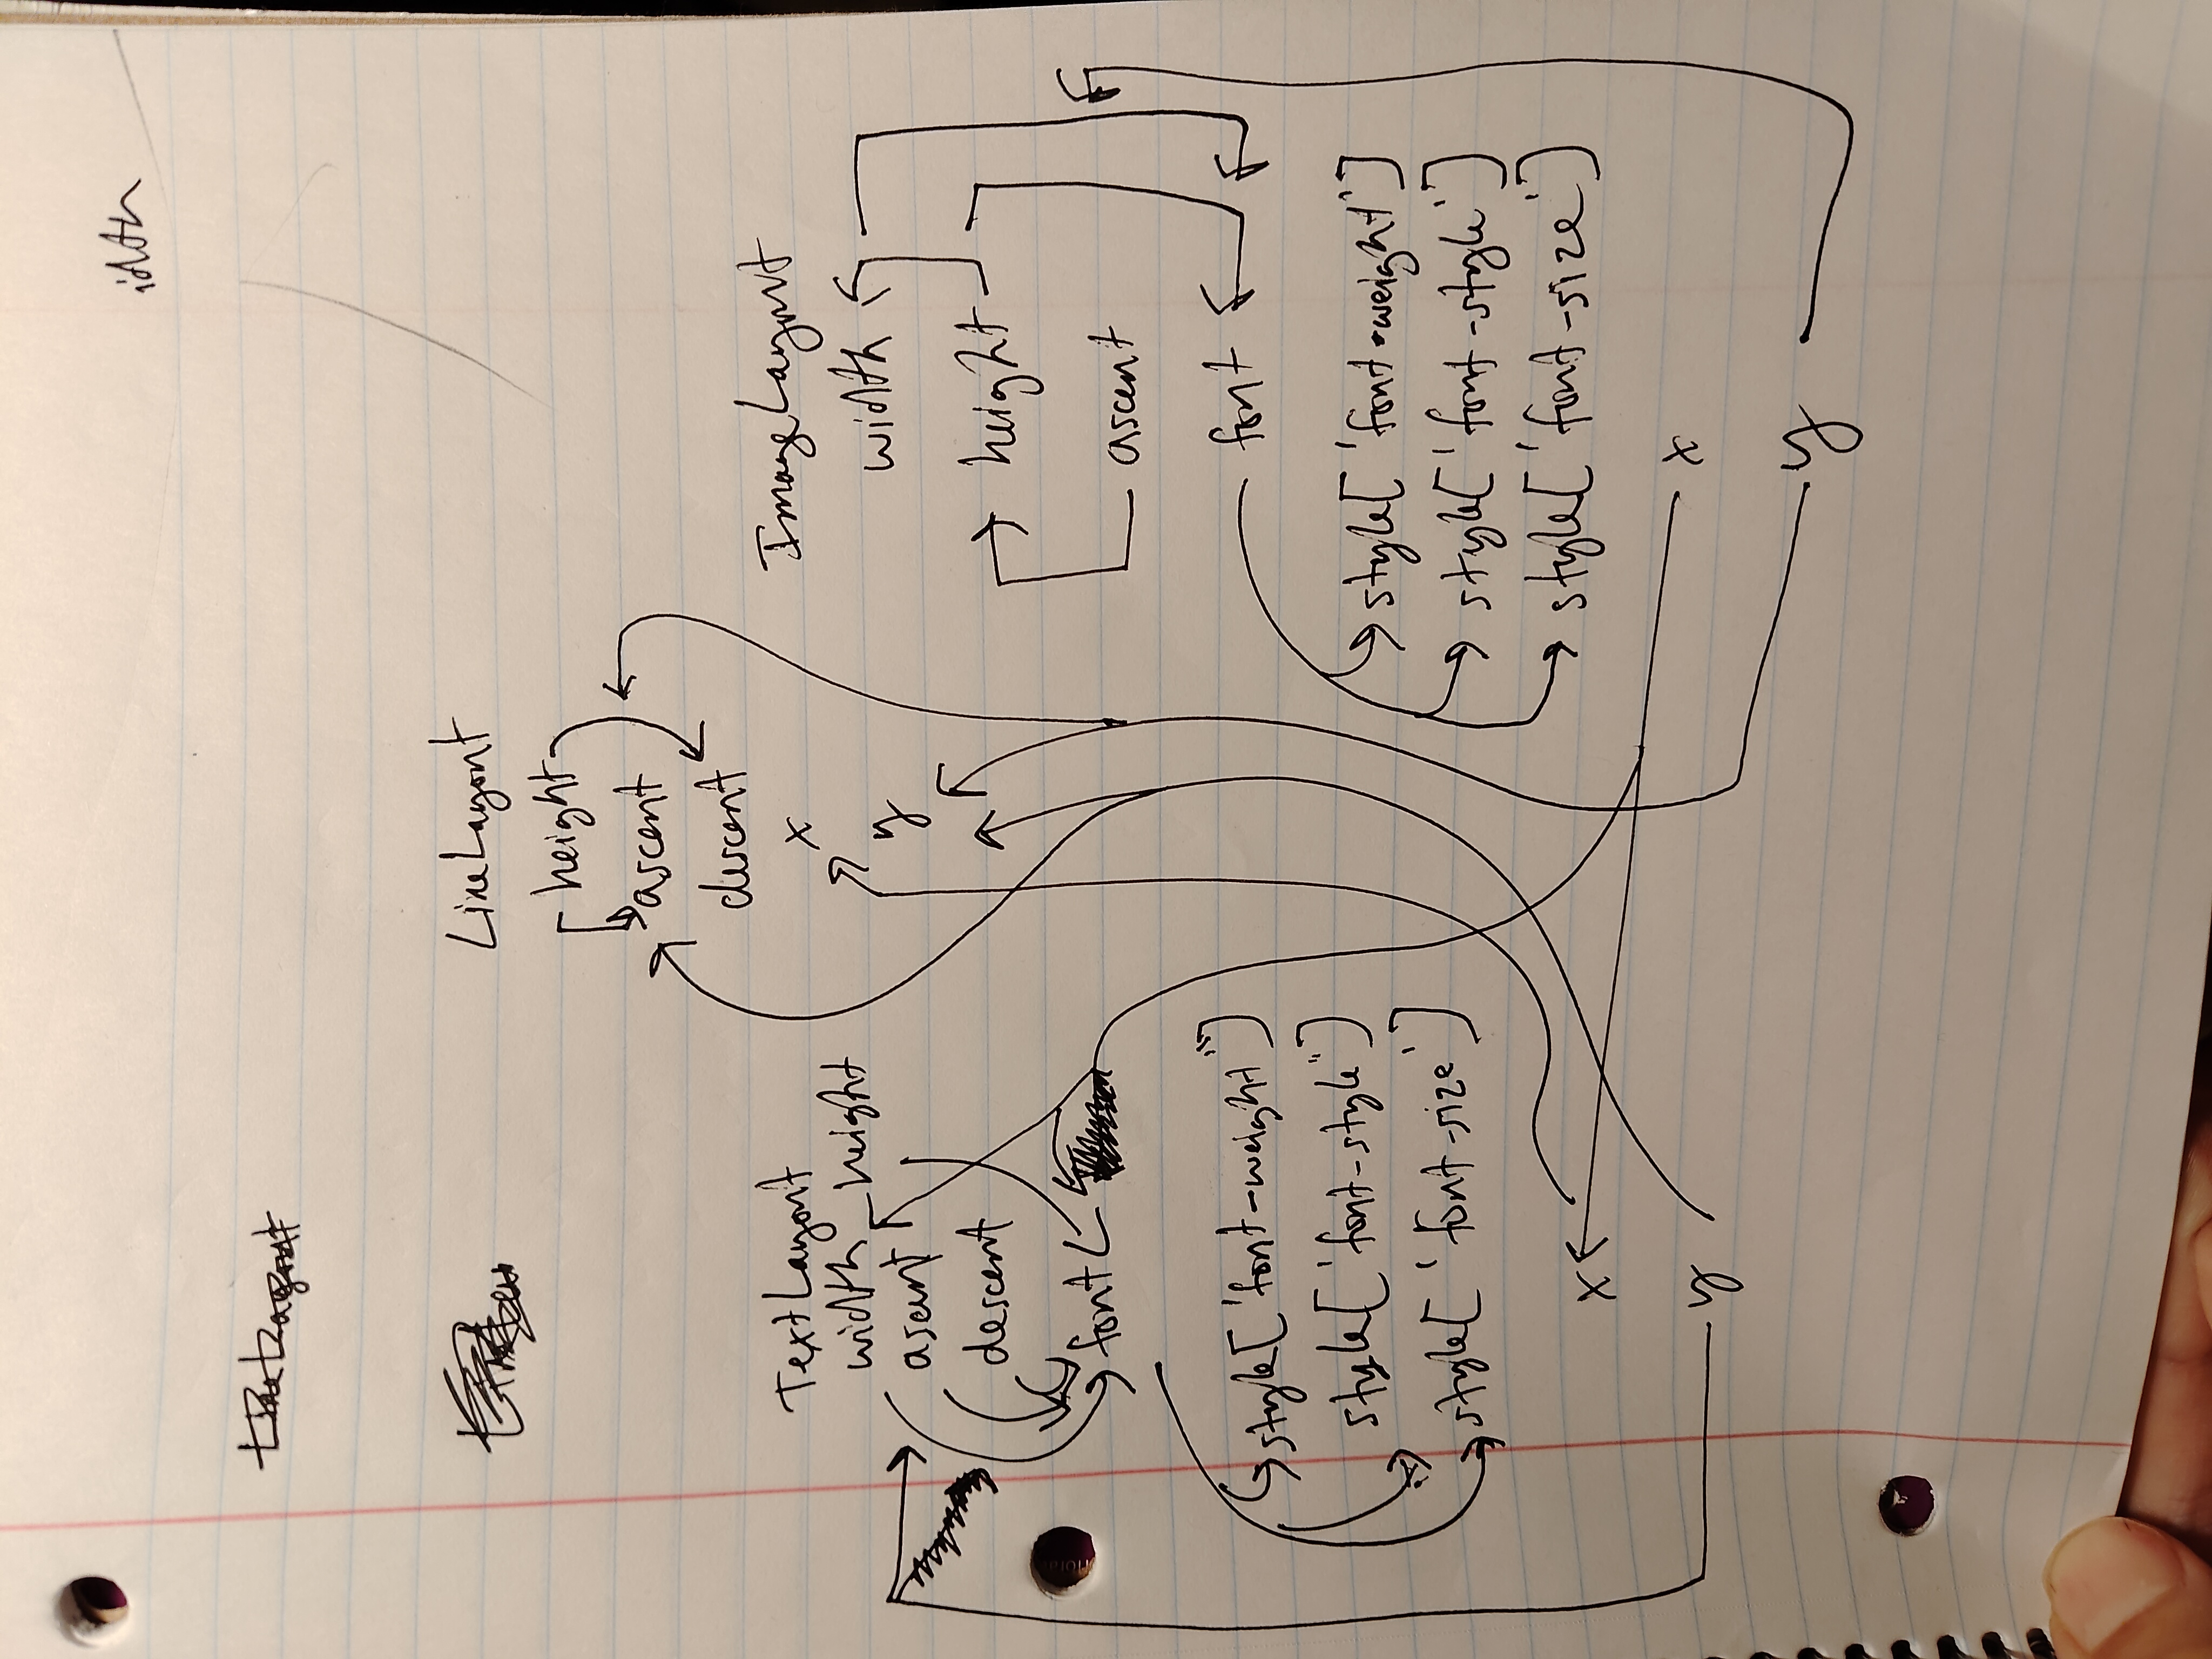 idth
LineLayout
LineLayout
height
ascent
descent
x
y
TextLayout
width height
ascent
descent
font
style['font-weight'']
style['font-style'']
style['font-size']
x
y
ImageLayout
width
height
ascent
font
style['font-weight']
style['font-style']
style['font-size']
x
y